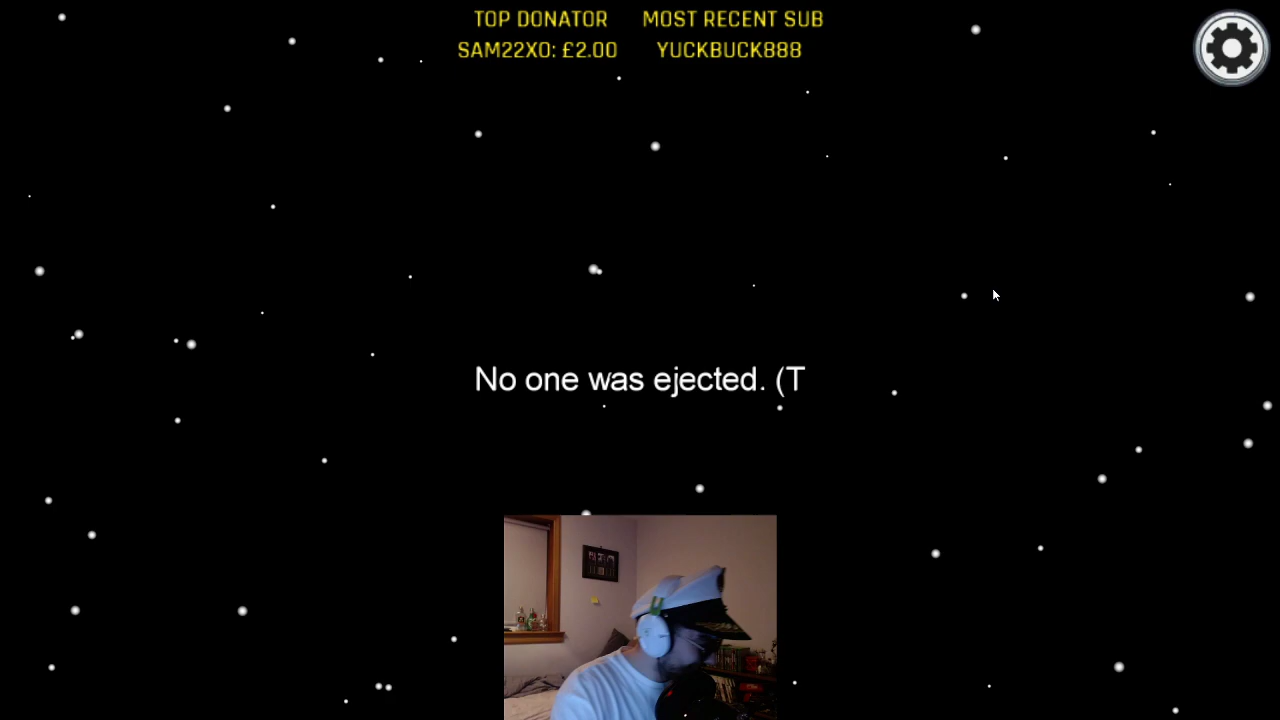 TOP DONATOR MOST RECENT SUB
SAM22XO: £2.00 YUCKBUCK888
No one was ejected. (T